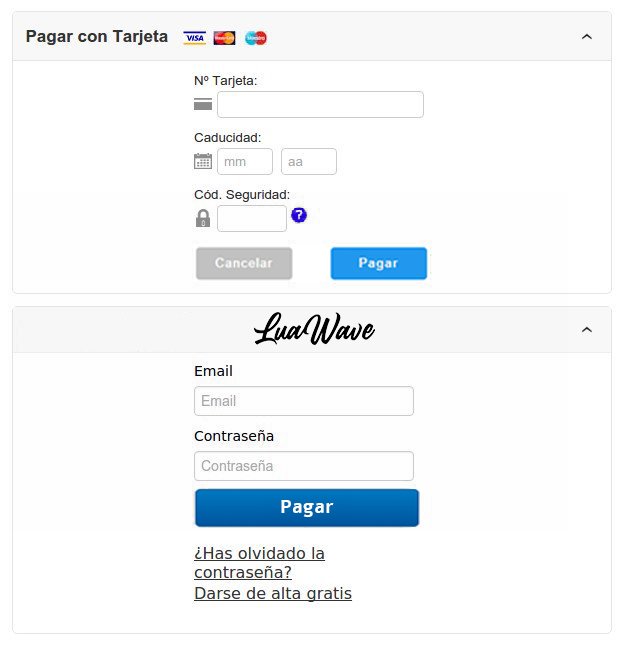 Pagar con Tarjeta VISA MasterCard Maestro
Nº Tarjeta:
Caducidad:
mm aa
Cód. Seguridad:
?
Cancelar Pagar
LuaWave
Email
Email
Contraseña
Contraseña
Pagar
¿Has olvidado la
contraseña?
Darse de alta gratis